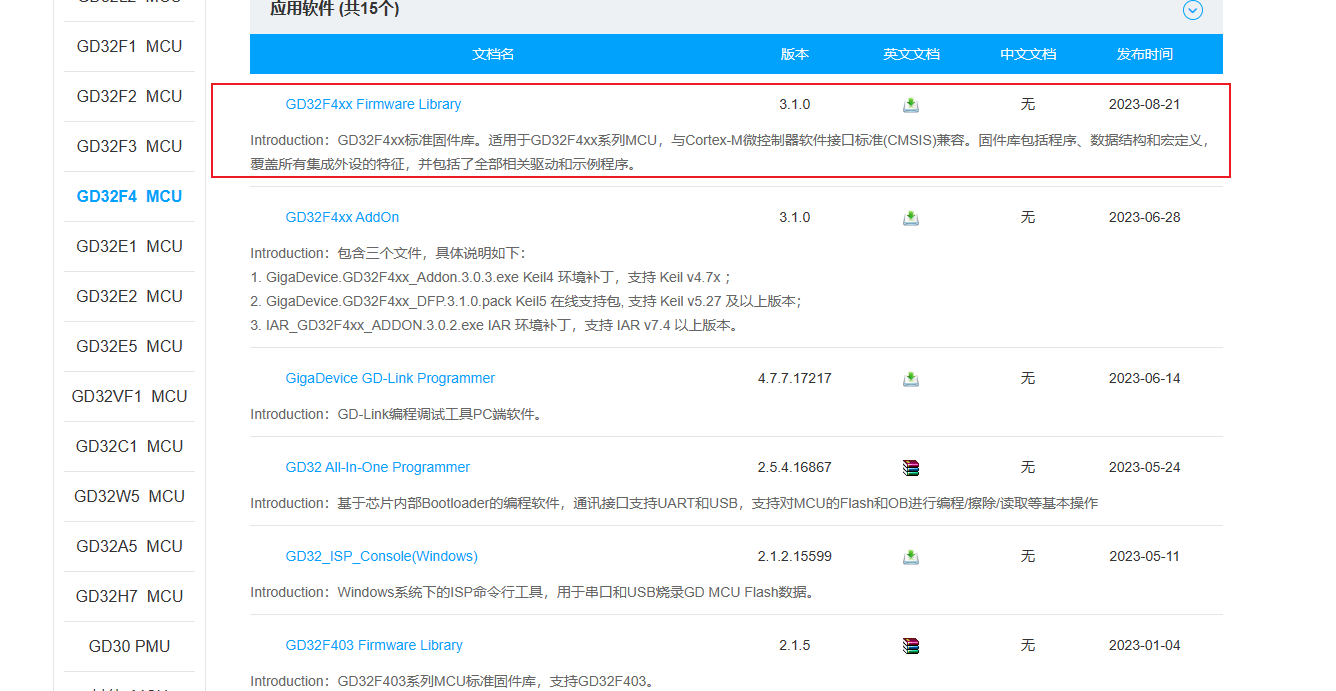 应用软件 (共15个)
GD32F1 MCU
GD32F2 MCU
GD32F3 MCU
GD32F4 MCU
GD32E1 MCU
GD32E2 MCU
GD32E5 MCU
GD32VF1 MCU
GD32C1 MCU
GD32W5 MCU
GD32A5 MCU
GD32H7 MCU
GD30 PMU
文档名 版本 英文文档 中文文档 发布时间
GD32F4xx Firmware Library 3.1.0 无 2023-08-21
Introduction：GD32F4xx标准固件库。适用于GD32F4xx系列MCU，与Cortex-M微控制器软件接口标准(CMSIS)兼容。固件库包括程序、数据结构和宏定义，
覆盖所有集成外设的特征，并包括了全部相关驱动和示例程序。
GD32F4xx AddOn 3.1.0 无 2023-06-28
Introduction：包含三个文件，具体说明如下：
1. GigaDevice.GD32F4xx_Addon.3.0.3.exe Keil4 环境补丁，支持 Keil v4.7x ；
2. GigaDevice.GD32F4xx_DFP.3.1.0.pack Keil5 在线支持包, 支持 Keil v5.27 及以上版本；
3. IAR_GD32F4xx_ADDON.3.0.2.exe IAR 环境补丁，支持 IAR v7.4 以上版本。
GigaDevice GD-Link Programmer 4.7.7.17217 无 2023-06-14
Introduction：GD-Link编程调试工具PC端软件。
GD32 All-In-One Programmer 2.5.4.16867 无 2023-05-24
Introduction：基于芯片内部Bootloader的编程软件，通讯接口支持UART和USB，支持对MCU的Flash和OB进行编程/擦除/读取等基本操作
GD32_ISP_Console(Windows) 2.1.2.15599 无 2023-05-11
Introduction：Windows系统下的ISP命令行工具，用于串口和USB烧录GD MCU Flash数据。
GD32F403 Firmware Library 2.1.5 无 2023-01-04
Introduction：GD32F403系列MCU标准固件库，支持GD32F403。